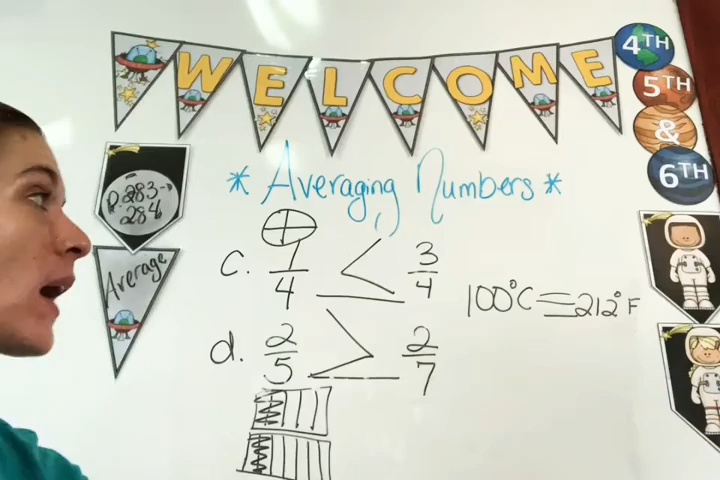 WELCOME
4TH
5TH
&
6TH
p.283-
284
Average
* Averaging Numbers *
c. 1/4 < 3/4
100°C = 212°F
d. 2/5 > 2/7